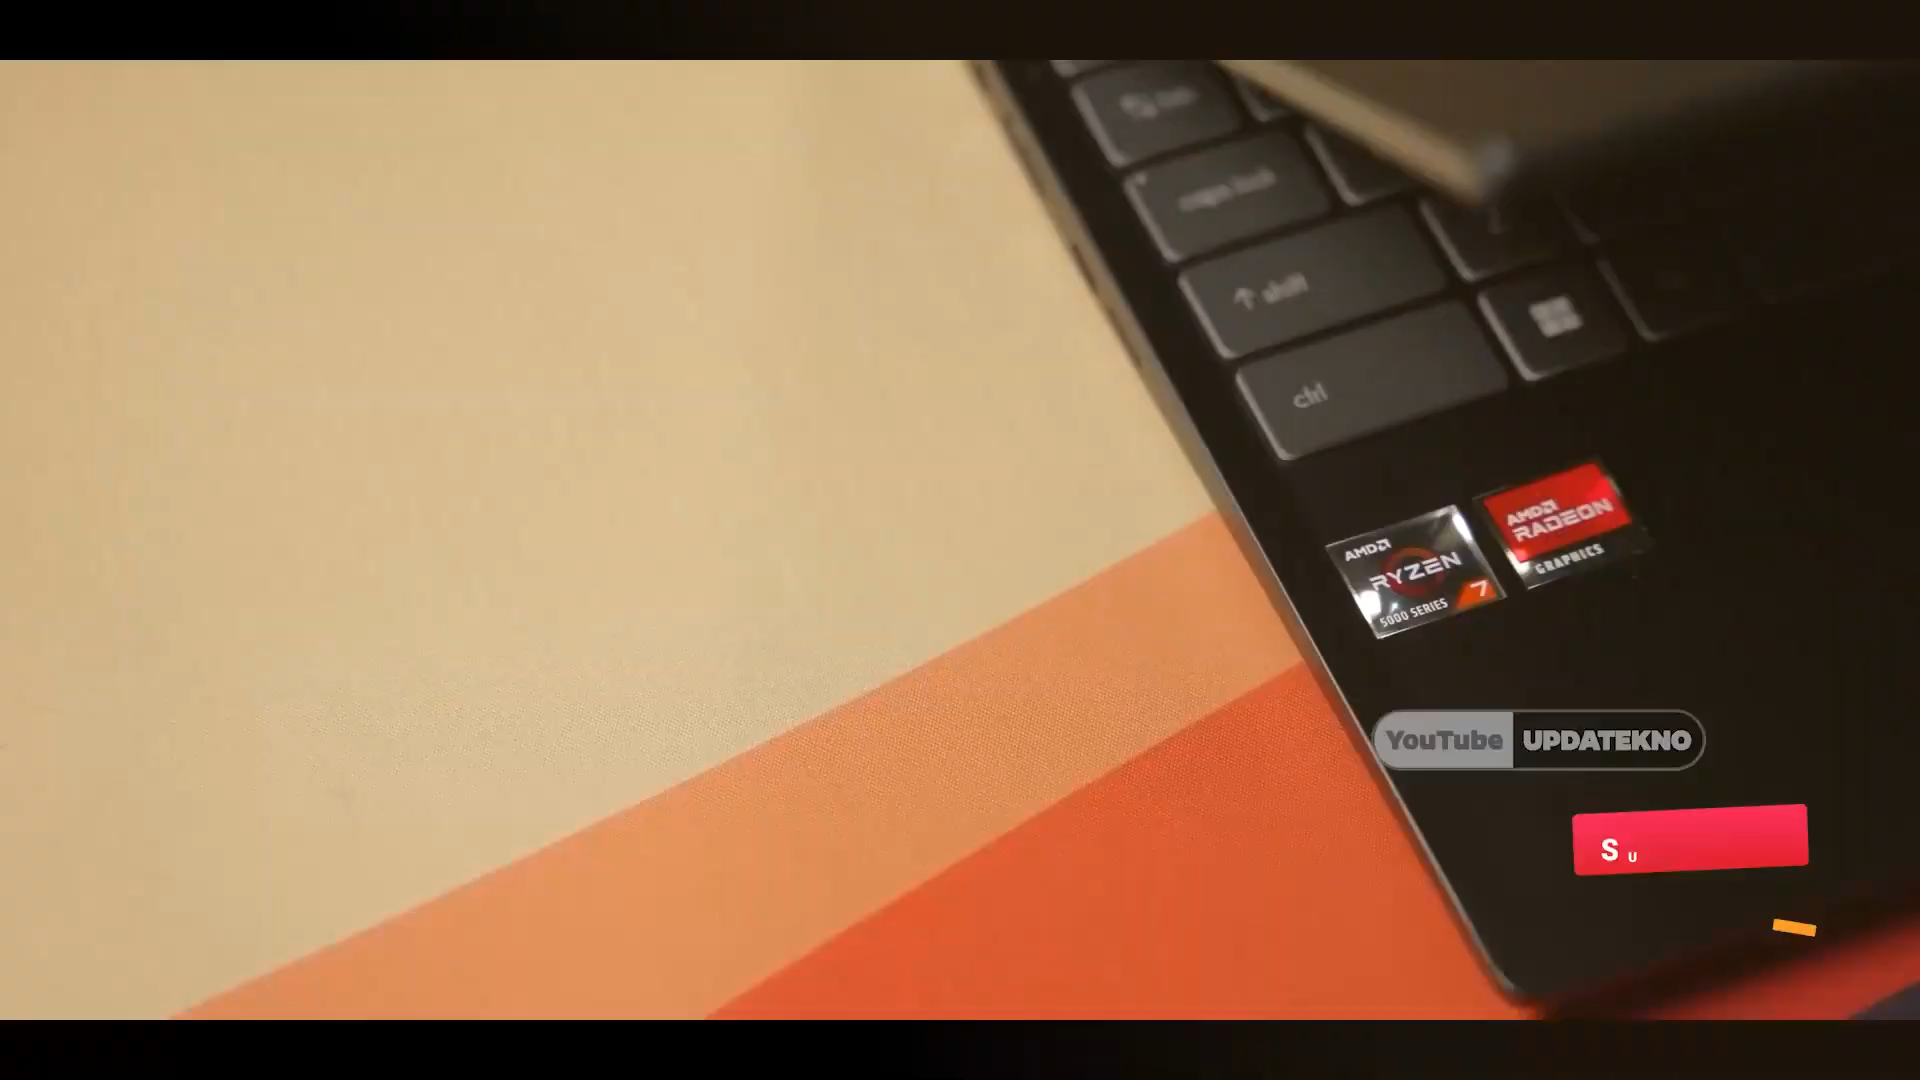 caps lock
shift
ctrl
AMD
RYZEN
7
5000 SERIES
AMD
RADEON
GRAPHICS
YouTube UPDATEKNO
S U